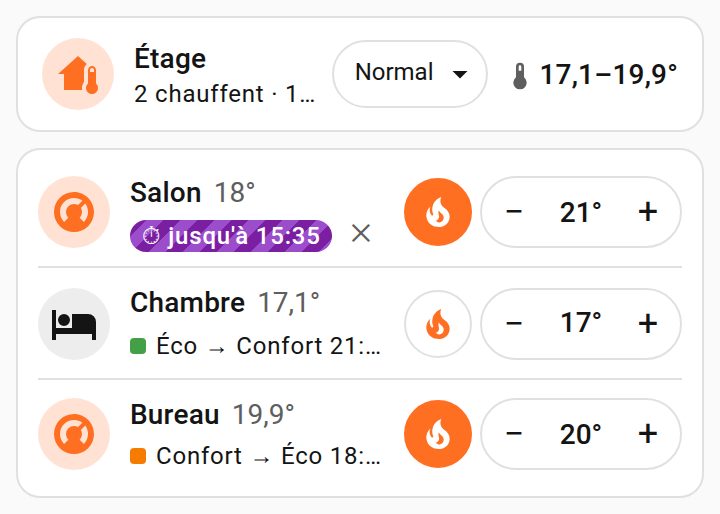 Étage
2 chauffent · 1…
Normal
17,1–19,9°
Salon 18°
jusqu'à 15:35
− 21° +
Chambre 17,1°
Éco → Confort 21:…
− 17° +
Bureau 19,9°
Confort → Éco 18:…
− 20° +